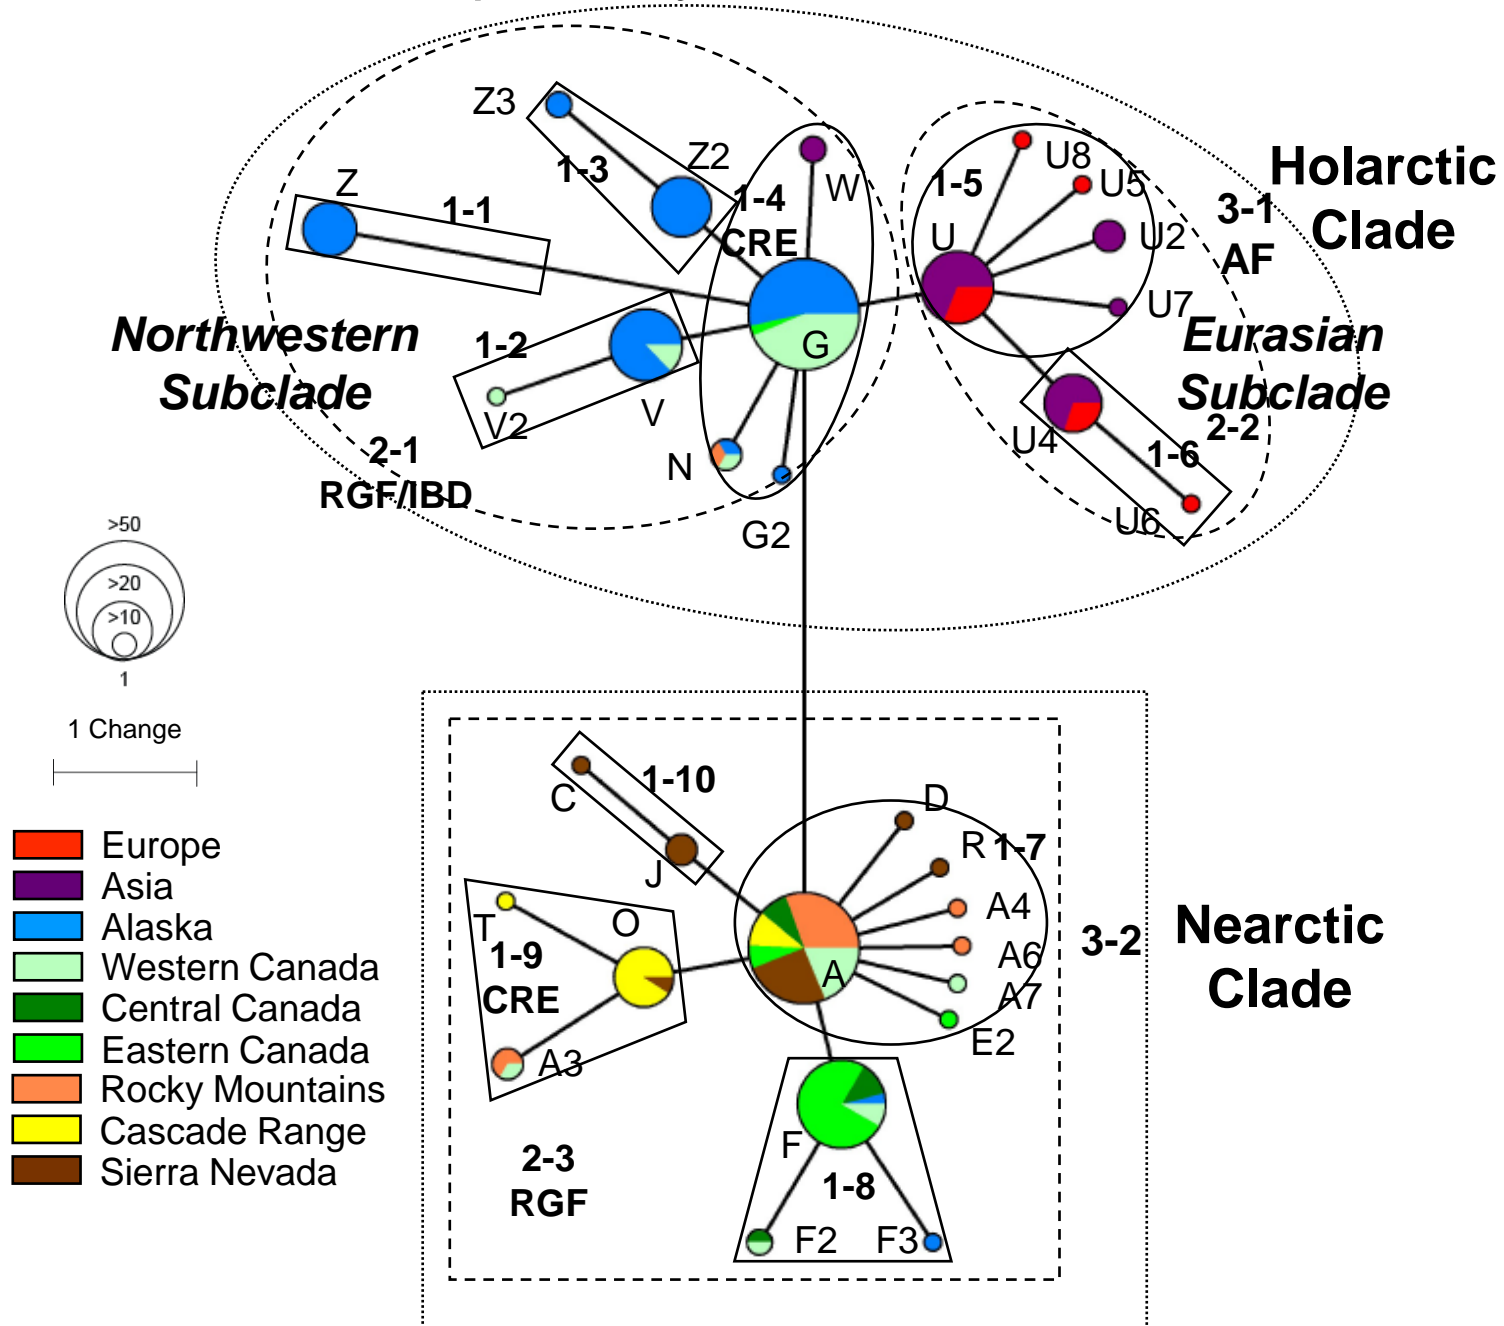 Z3
Z2
1-3
Z
1-1
1-4
CRE
W
G
Northwestern
Subclade
1-2
V2
V
N
G2
2-1
RGF/IBD
1-5
U8
U5
U2
U
U7
3-1
AF
Holarctic
Clade
Eurasian
Subclade
2-2
U4
1-6
U6
>50
>20
>10
1
1 Change
Europe
Asia
Alaska
Western Canada
Central Canada
Eastern Canada
Rocky Mountains
Cascade Range
Sierra Nevada
C
1-10
J
D
R
1-7
A4
A6
A7
E2
A
T
O
1-9
CRE
A3
3-2
Nearctic
Clade
2-3
RGF
F
1-8
F2
F3